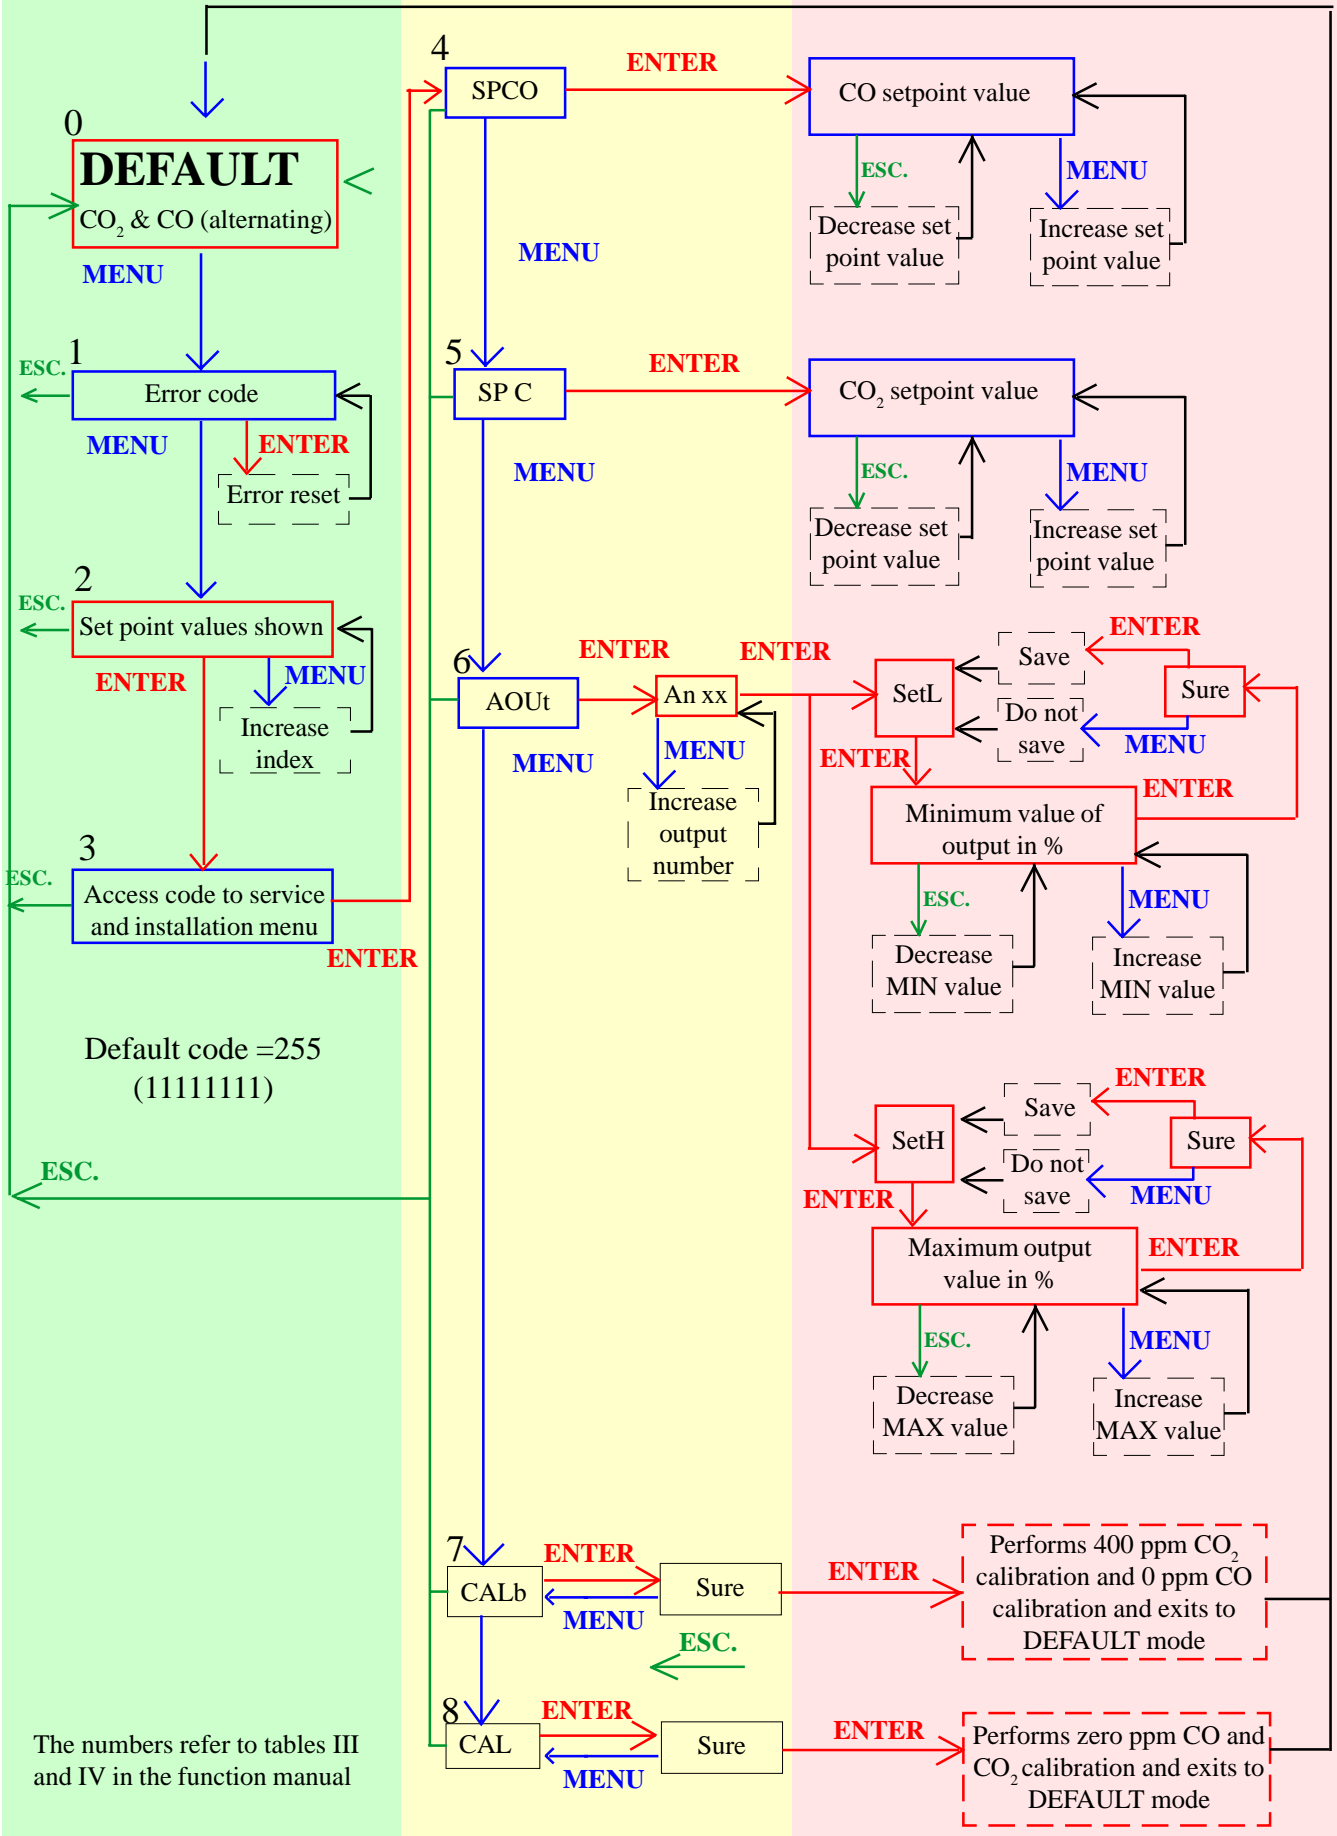 0
DEFAULT
CO2 & CO (alternating)
MENU
1
ESC.
Error code
MENU
ENTER
Error reset
2
ESC.
Set point values shown
ENTER
MENU
Increase
index
3
ESC.
Access code to service
and installation menu
ENTER
Default code =255
(11111111)
ESC.
The numbers refer to tables III
and IV in the function manual
4
SPCO
ENTER
CO setpoint value
ESC.
MENU
Decrease set
point value
Increase set
point value
MENU
5
SP C
ENTER
CO2 setpoint value
ESC.
MENU
Decrease set
point value
Increase set
point value
MENU
6
AOUt
ENTER
An xx
ENTER
MENU
Increase
output
number
MENU
SetL
Save
ENTER
Sure
Do not
save
MENU
ENTER
Minimum value of
output in %
ENTER
ESC.
MENU
Decrease
MIN value
Increase
MIN value
SetH
Save
ENTER
Sure
Do not
save
MENU
ENTER
Maximum output
value in %
ENTER
ESC.
MENU
Decrease
MAX value
Increase
MAX value
7
CALb
ENTER
MENU
Sure
ENTER
Performs 400 ppm CO2
calibration and 0 ppm CO
calibration and exits to
DEFAULT mode
ESC.
8
CAL
ENTER
MENU
Sure
ENTER
Performs zero ppm CO and
CO2 calibration and exits to
DEFAULT mode